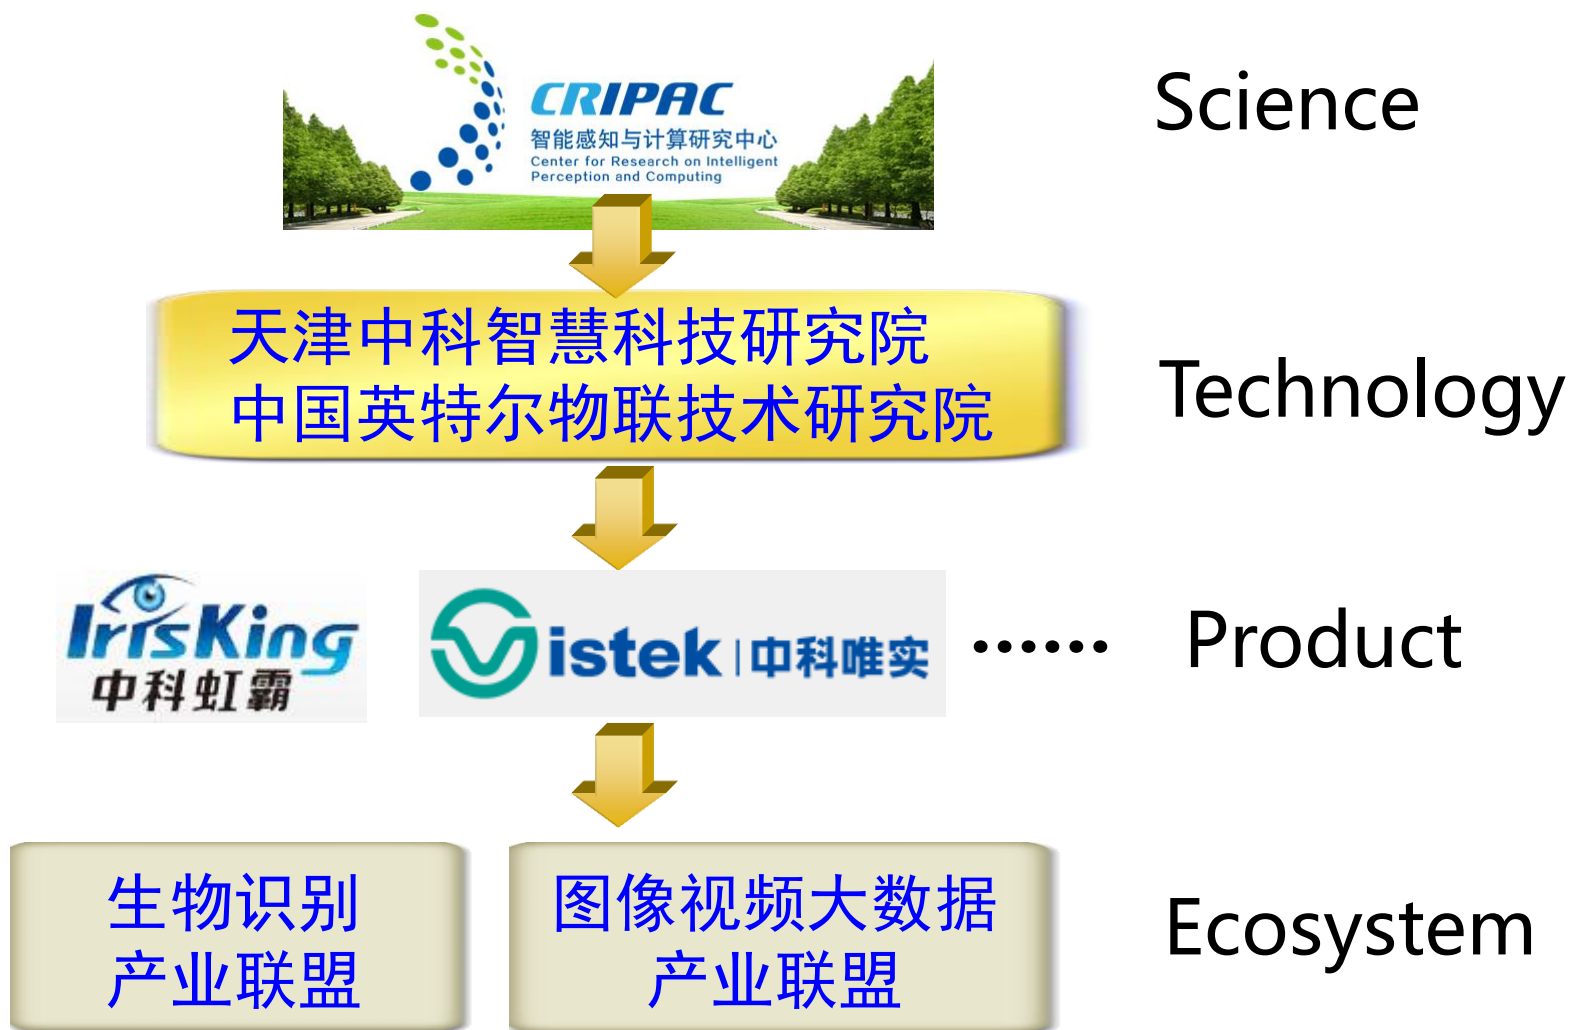 CRIPAC
智能感知与计算研究中心
Center for Research on Intelligent
Perception and Computing
Science
天津中科智慧科技研究院
中国英特尔物联技术研究院
Technology
IrisKing
中科虹霸
Vistek 中科唯实
······
Product
生物识别
产业联盟
图像视频大数据
产业联盟
Ecosystem